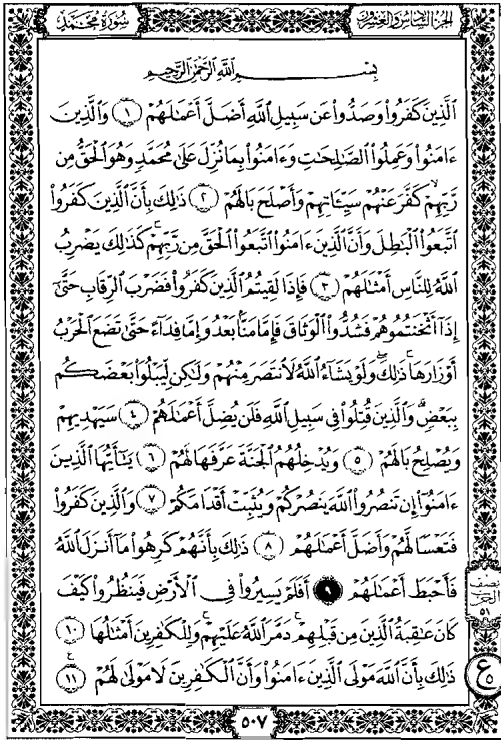 الجزء السادس والعشرون
سورة محمد
بِسْمِ اللَّهِ الرَّحْمَٰنِ الرَّحِيمِ
الَّذِينَ كَفَرُوا۟ وَصَدُّوا۟ عَن سَبِيلِ اللَّهِ أَضَلَّ أَعْمَٰلَهُمْ ۝١ وَالَّذِينَ
ءَامَنُوا۟ وَعَمِلُوا۟ الصَّٰلِحَٰتِ وَءَامَنُوا۟ بِمَا نُزِّلَ عَلَىٰ مُحَمَّدٍ وَهُوَ الْحَقُّ مِن
رَّبِّهِمْ ۙ كَفَّرَ عَنْهُمْ سَيِّـَٔاتِهِمْ وَأَصْلَحَ بَالَهُمْ ۝٢ ذَٰلِكَ بِأَنَّ الَّذِينَ كَفَرُوا۟
اتَّبَعُوا۟ الْبَٰطِلَ وَأَنَّ الَّذِينَ ءَامَنُوا۟ اتَّبَعُوا۟ الْحَقَّ مِن رَّبِّهِمْ ۚ كَذَٰلِكَ يَضْرِبُ
اللَّهُ لِلنَّاسِ أَمْثَٰلَهُمْ ۝٣ فَإِذَا لَقِيتُمُ الَّذِينَ كَفَرُوا۟ فَضَرْبَ الرِّقَابِ حَتَّىٰٓ
إِذَآ أَثْخَنتُمُوهُمْ فَشُدُّوا۟ الْوَثَاقَ فَإِمَّا مَنًّۢا بَعْدُ وَإِمَّا فِدَآءً حَتَّىٰ تَضَعَ الْحَرْبُ
أَوْزَارَهَا ۚ ذَٰلِكَ ۖ وَلَوْ يَشَآءُ اللَّهُ لَانتَصَرَ مِنْهُمْ وَلَٰكِن لِّيَبْلُوَا۟ بَعْضَكُم
بِبَعْضٍ ۗ وَالَّذِينَ قُتِلُوا۟ فِى سَبِيلِ اللَّهِ فَلَن يُضِلَّ أَعْمَٰلَهُمْ ۝٤ سَيَهْدِيهِمْ
وَيُصْلِحُ بَالَهُمْ ۝٥ وَيُدْخِلُهُمُ الْجَنَّةَ عَرَّفَهَا لَهُمْ ۝٦ يَٰٓأَيُّهَا الَّذِينَ
ءَامَنُوٓا۟ إِن تَنصُرُوا۟ اللَّهَ يَنصُرْكُمْ وَيُثَبِّتْ أَقْدَامَكُمْ ۝٧ وَالَّذِينَ كَفَرُوا۟
فَتَعْسًا لَّهُمْ وَأَضَلَّ أَعْمَٰلَهُمْ ۝٨ ذَٰلِكَ بِأَنَّهُمْ كَرِهُوا۟ مَآ أَنزَلَ اللَّهُ
فَأَحْبَطَ أَعْمَٰلَهُمْ ۝٩ أَفَلَمْ يَسِيرُوا۟ فِى الْأَرْضِ فَيَنظُرُوا۟ كَيْفَ
كَانَ عَٰقِبَةُ الَّذِينَ مِن قَبْلِهِمْ ۚ دَمَّرَ اللَّهُ عَلَيْهِمْ ۖ وَلِلْكَٰفِرِينَ أَمْثَٰلُهَا ۝١٠
ذَٰلِكَ بِأَنَّ اللَّهَ مَوْلَى الَّذِينَ ءَامَنُوا۟ وَأَنَّ الْكَٰفِرِينَ لَا مَوْلَىٰ لَهُمْ ۝١١
نصف
الحزب
٥١
ع
٥
٥٠٧